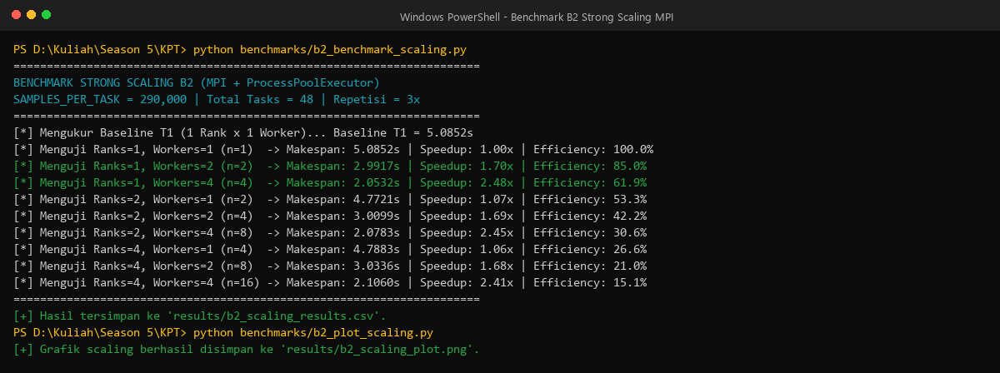 Windows PowerShell - Benchmark B2 Strong Scaling MPI
PS D:\Kuliah\Season 5\KPT> python benchmarks/b2_benchmark_scaling.py
======================================================================
BENCHMARK STRONG SCALING B2 (MPI + ProcessPoolExecutor)
SAMPLES_PER_TASK = 290,000 | Total Tasks = 48 | Repetisi = 3x
======================================================================
[*] Mengukur Baseline T1 (1 Rank x 1 Worker)... Baseline T1 = 5.0852s
[*] Menguji Ranks=1, Workers=1 (n=1)  -> Makespan: 5.0852s | Speedup: 1.00x | Efficiency: 100.0%
[*] Menguji Ranks=1, Workers=2 (n=2)  -> Makespan: 2.9917s | Speedup: 1.70x | Efficiency: 85.0%
[*] Menguji Ranks=1, Workers=4 (n=4)  -> Makespan: 2.0532s | Speedup: 2.48x | Efficiency: 61.9%
[*] Menguji Ranks=2, Workers=1 (n=2)  -> Makespan: 4.7721s | Speedup: 1.07x | Efficiency: 53.3%
[*] Menguji Ranks=2, Workers=2 (n=4)  -> Makespan: 3.0099s | Speedup: 1.69x | Efficiency: 42.2%
[*] Menguji Ranks=2, Workers=4 (n=8)  -> Makespan: 2.0783s | Speedup: 2.45x | Efficiency: 30.6%
[*] Menguji Ranks=4, Workers=1 (n=4)  -> Makespan: 4.7883s | Speedup: 1.06x | Efficiency: 26.6%
[*] Menguji Ranks=4, Workers=2 (n=8)  -> Makespan: 3.0336s | Speedup: 1.68x | Efficiency: 21.0%
[*] Menguji Ranks=4, Workers=4 (n=16) -> Makespan: 2.1060s | Speedup: 2.41x | Efficiency: 15.1%
======================================================================
[+] Hasil tersimpan ke 'results/b2_scaling_results.csv'.
PS D:\Kuliah\Season 5\KPT> python benchmarks/b2_plot_scaling.py
[+] Grafik scaling berhasil disimpan ke 'results/b2_scaling_plot.png'.